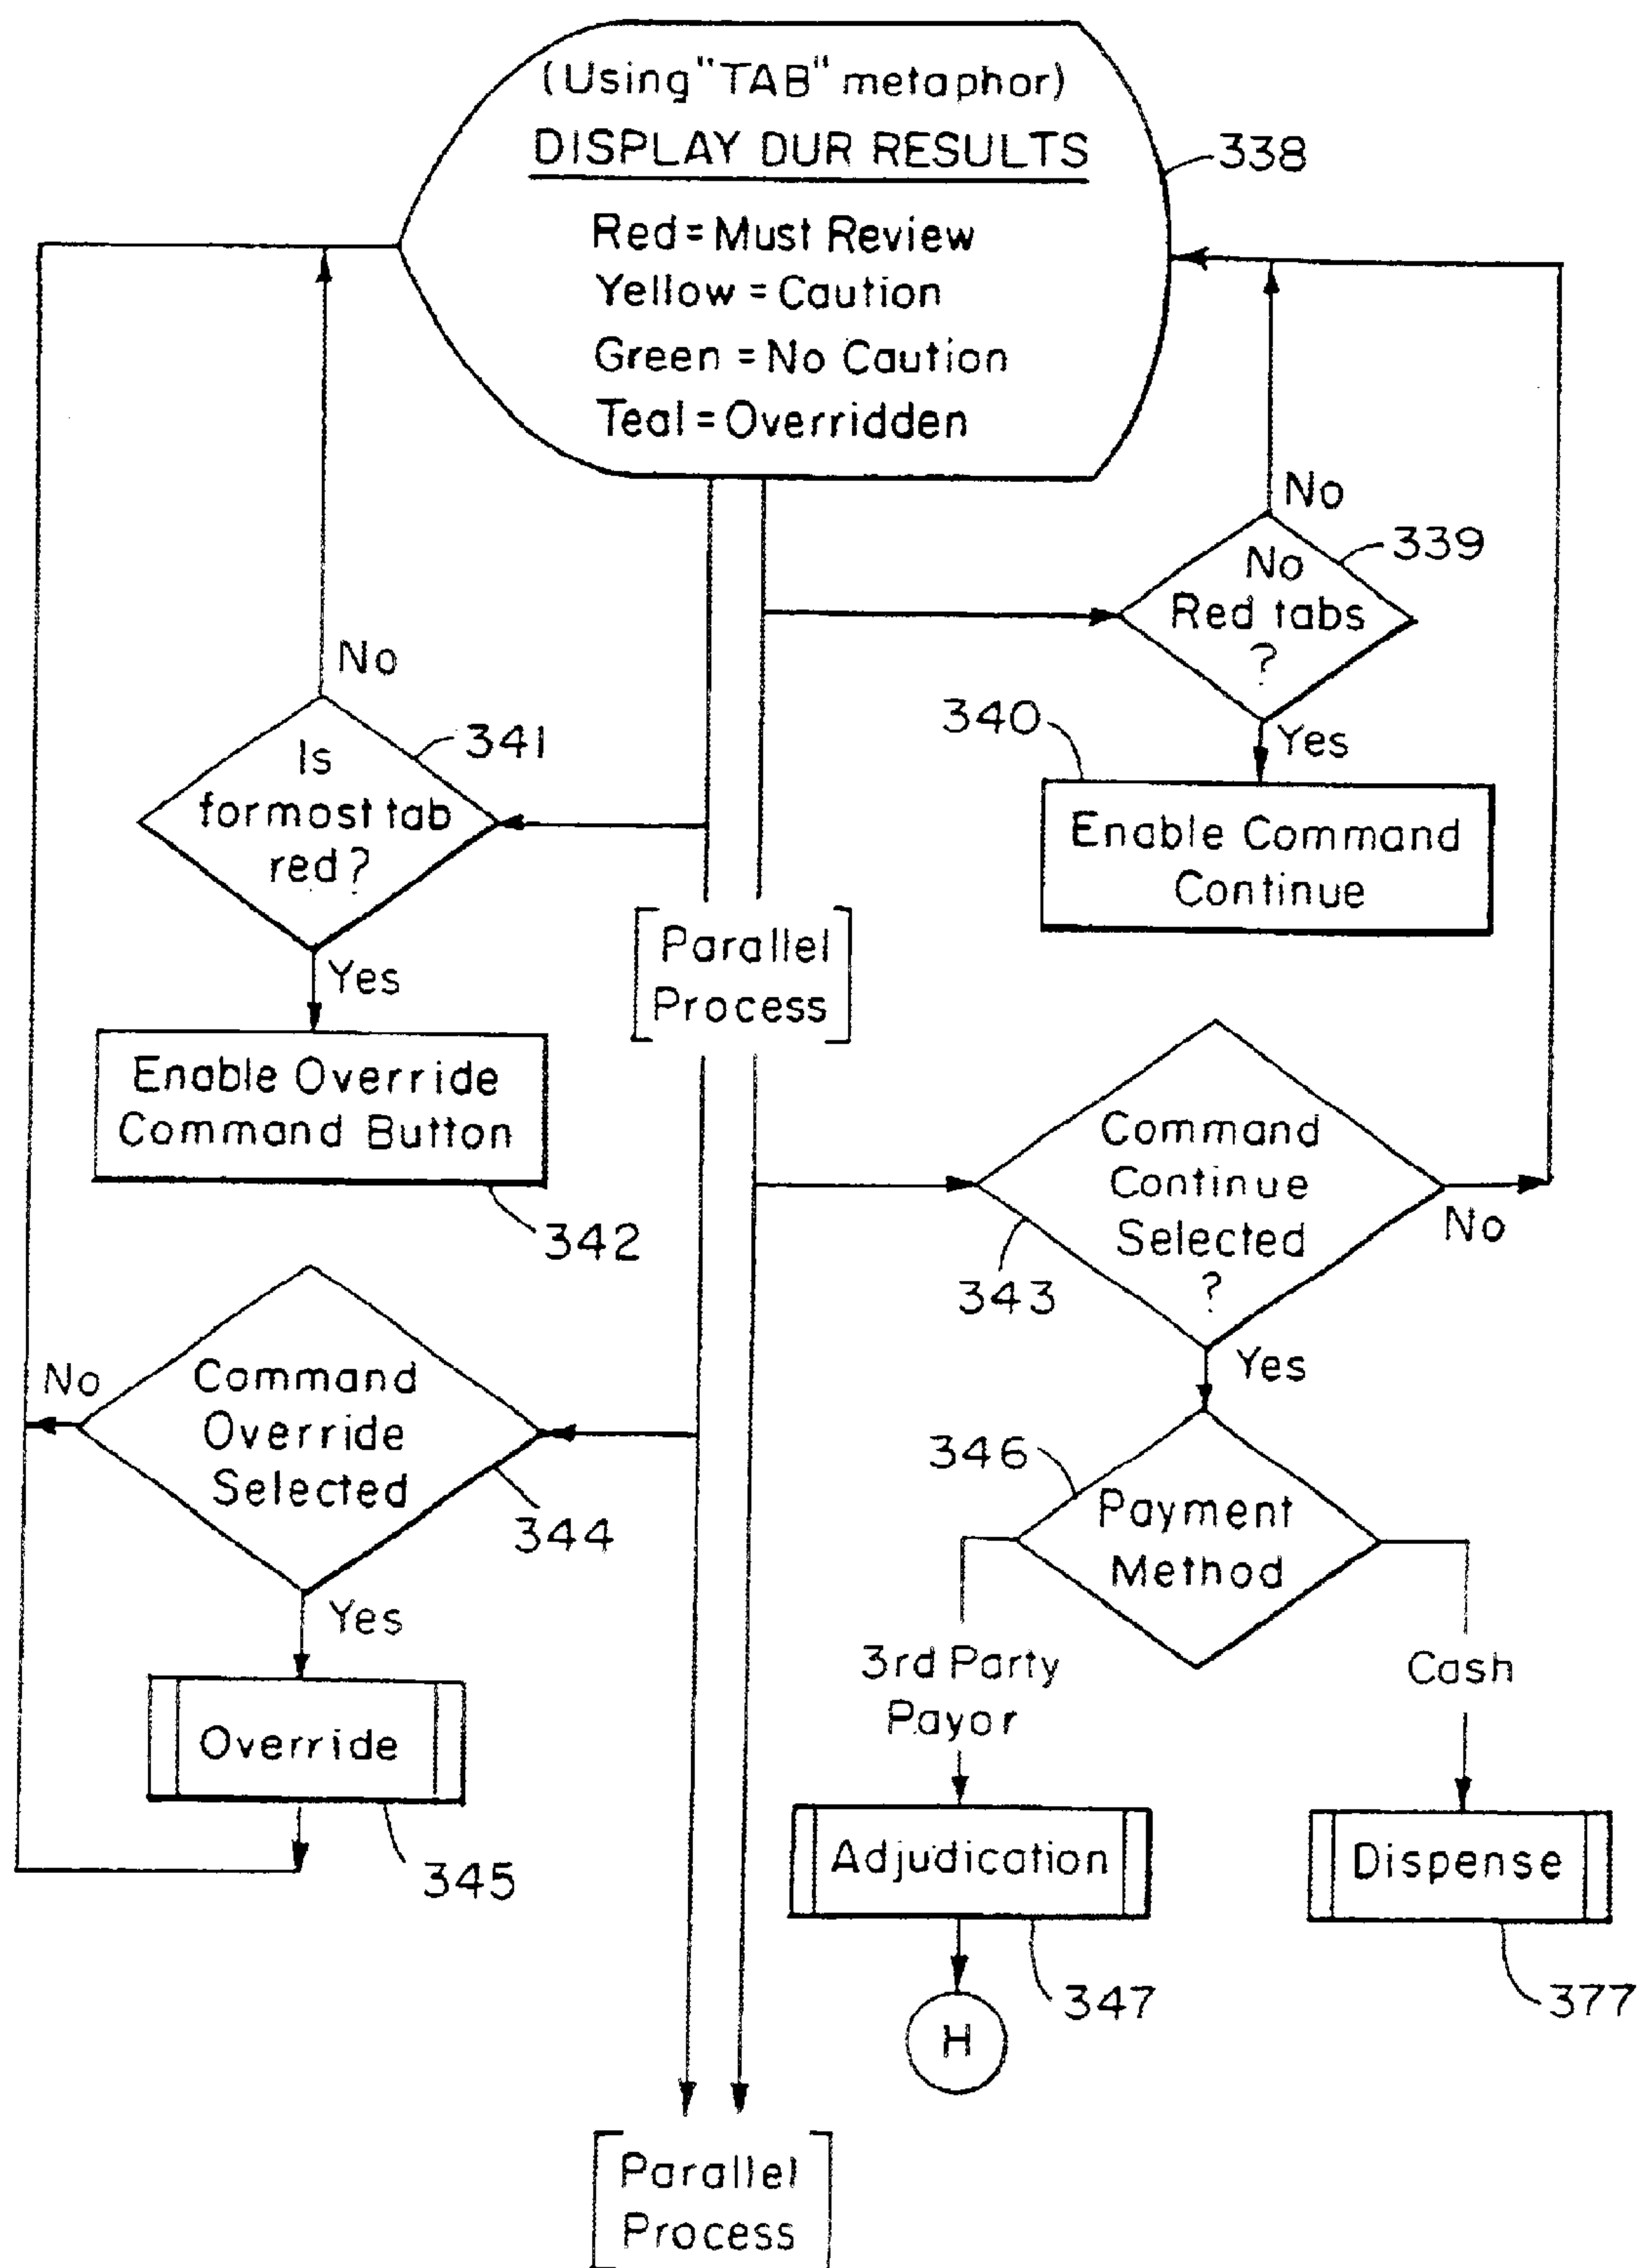 (Using "TAB" metaphor)
DISPLAY DUR RESULTS
338
Red = Must Review
Yellow = Caution
Green = No Caution
Teal = Overridden
No
339
No
Red tabs
?
No
341
Is
formost tab
red?
340
Yes
Enable Command
Continue
Yes
[Parallel
Process]
Enable Override
Command Button
342
Command
Continue
Selected
?
No
343
Yes
No
Command
Override
Selected
344
346
Payment
Method
Yes
3rd Party
Payor
Cash
Override
345
Adjudication
347
Dispense
377
H
[Parallel
Process]